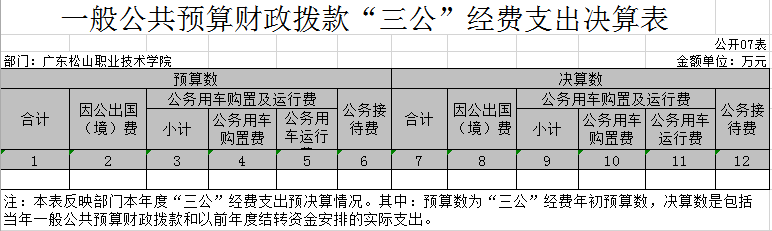 一般公共预算财政拨款“三公”经费支出决算表
公开07表
部门：广东松山职业技术学院 金额单位：万元
预算数 决算数
合计 因公出国（境）费 公务用车购置及运行费 公务接待费 合计 因公出国（境）费 公务用车购置及运行费 公务接待费
小计 公务用车购置费 公务用车运行 小计 公务用车购置费 公务用车运行费
1 2 3 4 5 6 7 8 9 10 11 12
注：本表反映部门本年度“三公”经费支出预决算情况。其中：预算数为“三公”经费年初预算数，决算数是包括
当年一般公共预算财政拨款和以前年度结转资金安排的实际支出。